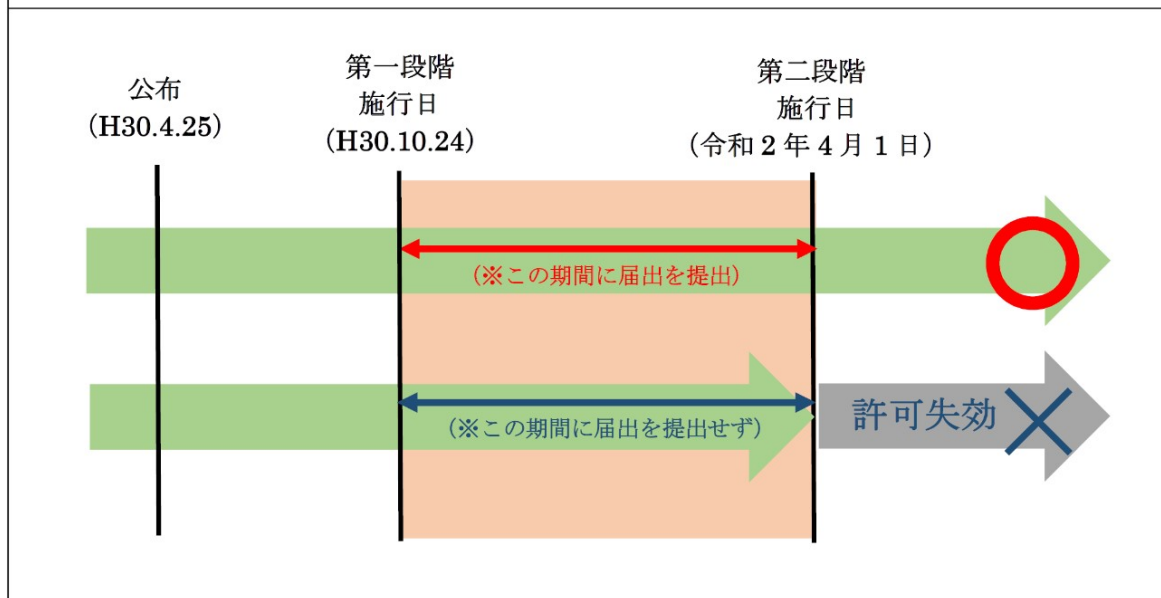 公布
（H30.4.25）
第一段階
施行日
（H30.10.24）
第二段階
施行日
（令和２年４月１日）
（※この期間に届出を提出）
（※この期間に届出を提出せず）
許可失効